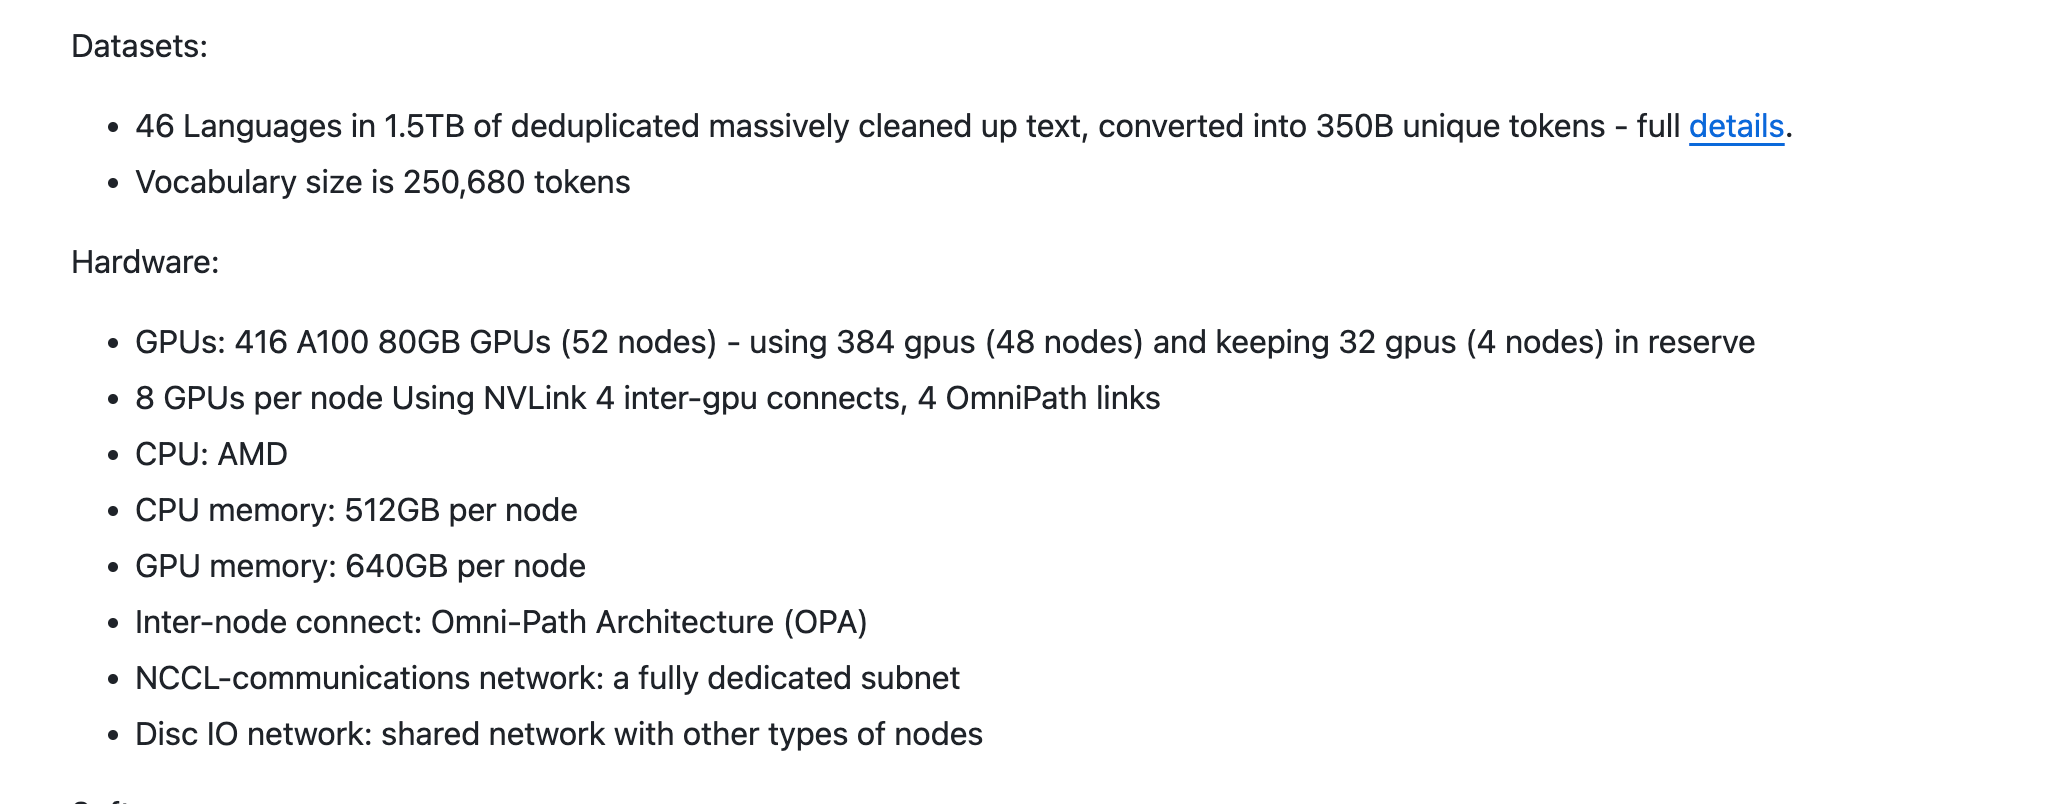 Datasets:
• 46 Languages in 1.5TB of deduplicated massively cleaned up text, converted into 350B unique tokens - full details.
• Vocabulary size is 250,680 tokens
Hardware:
• GPUs: 416 A100 80GB GPUs (52 nodes) - using 384 gpus (48 nodes) and keeping 32 gpus (4 nodes) in reserve
• 8 GPUs per node Using NVLink 4 inter-gpu connects, 4 OmniPath links
• CPU: AMD
• CPU memory: 512GB per node
• GPU memory: 640GB per node
• Inter-node connect: Omni-Path Architecture (OPA)
• NCCL-communications network: a fully dedicated subnet
• Disc IO network: shared network with other types of nodes